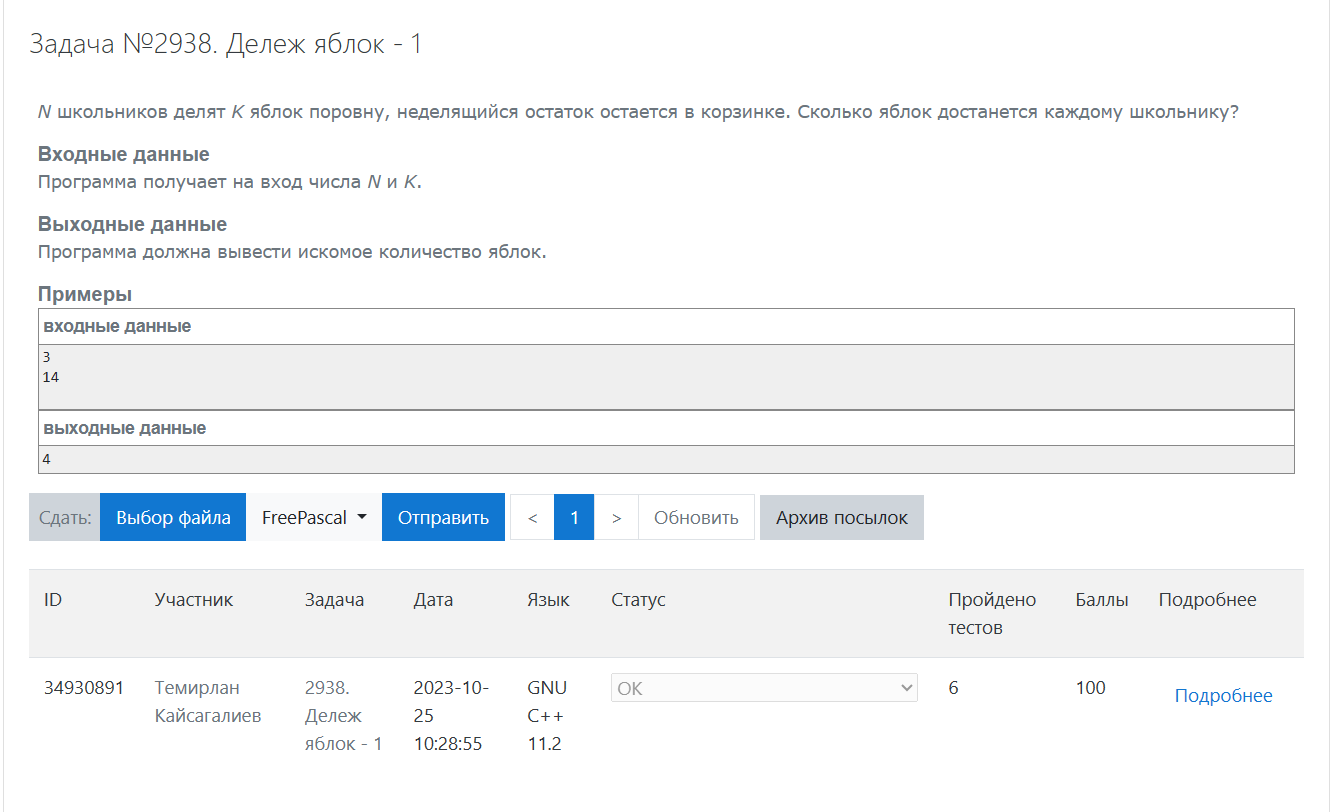 Задача №2938. Дележ яблок - 1
N школьников делят K яблок поровну, неделящийся остаток остается в корзинке. Сколько яблок достанется каждому школьнику?
Входные данные
Программа получает на вход числа N и K.
Выходные данные
Программа должна вывести искомое количество яблок.
Примеры
входные данные
3
14
выходные данные
4
Сдать: Выбор файла FreePascal Отправить < 1 > Обновить Архив посылок
ID Участник Задача Дата Язык Статус Пройдено Баллы Подробнее
тестов
34930891 Темирлан 2938. 2023-10- GNU OK 6 100 Подробнее
Кайсагалиев Дележ 25 C++
яблок - 1 10:28:55 11.2